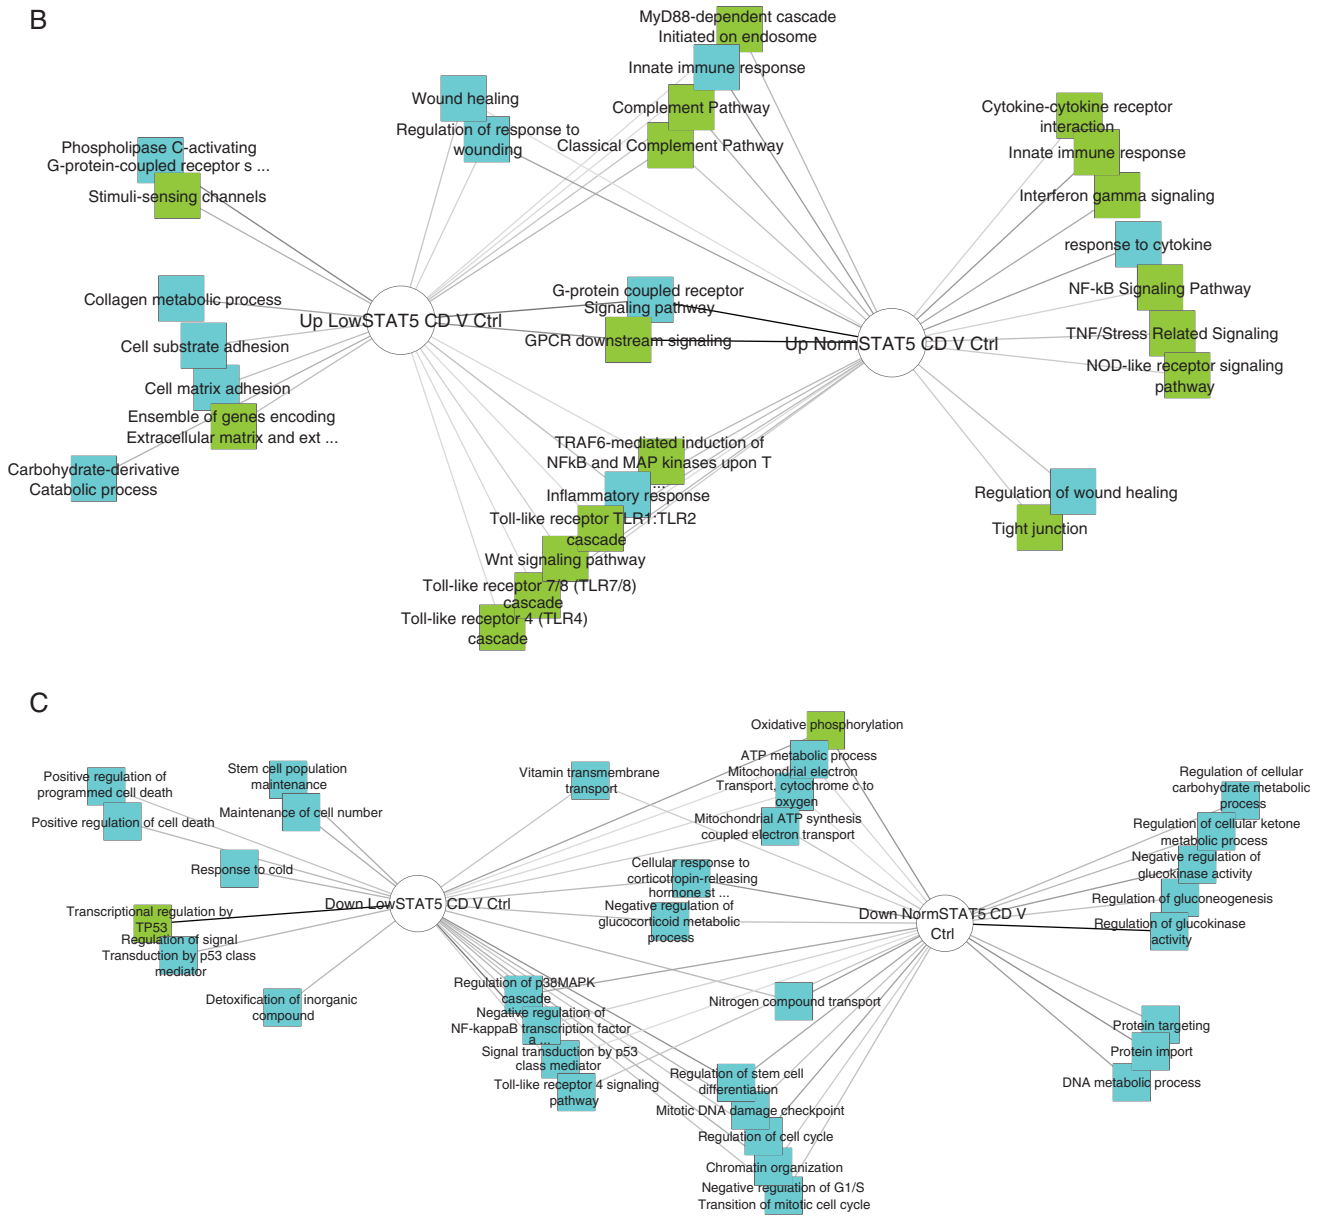 B
MyD88-dependent cascade
Initiated on endosome
Innate immune response
Complement Pathway
Classical Complement Pathway
Wound healing
Regulation of response to
wounding
Phospholipase C-activating
G-protein-coupled receptor s ...
Stimuli-sensing channels
Cytokine-cytokine receptor
interaction
Innate immune response
Interferon gamma signaling
response to cytokine
NF-kB Signaling Pathway
TNF/Stress Related Signaling
NOD-like receptor signaling
pathway
Collagen metabolic process
Cell substrate adhesion
Cell matrix adhesion
Ensemble of genes encoding
Extracellular matrix and ext ...
Carbohydrate-derivative
Catabolic process
Up LowSTAT5 CD V Ctrl
G-protein coupled receptor
Signaling pathway
GPCR downstream signaling
Up NormSTAT5 CD V Ctrl
TRAF6-mediated induction of
NFkB and MAP kinases upon T
...
Inflammatory response
Toll-like receptor TLR1:TLR2
cascade
Wnt signaling pathway
Toll-like receptor 7/8 (TLR7/8)
cascade
Toll-like receptor 4 (TLR4)
cascade
Regulation of wound healing
Tight junction
C
Oxidative phosphorylation
ATP metabolic process
Mitochondrial electron
Transport, cytochrome c to
oxygen
Mitochondrial ATP synthesis
coupled electron transport
Vitamin transmembrane
transport
Stem cell population
maintenance
Maintenance of cell number
Positive regulation of
programmed cell death
Positive regulation of cell death
Response to cold
Transcriptional regulation by
TP53
Regulation of signal
Transduction by p53 class
mediator
Detoxification of inorganic
compound
Down LowSTAT5 CD V Ctrl
Cellular response to
corticotropin-releasing
hormone st ...
Negative regulation of
glucocorticoid metabolic
process
Down NormSTAT5 CD V
Ctrl
Regulation of cellular
carbohydrate metabolic
process
Regulation of cellular ketone
metabolic process
Negative regulation of
glucokinase activity
Regulation of gluconeogenesis
Regulation of glucokinase
activity
Regulation of p38MAPK
cascade
Negative regulation of
NF-kappaB transcription factor
a ...
Signal transduction by p53
class mediator
Toll-like receptor 4 signaling
pathway
Nitrogen compound transport
Regulation of stem cell
differentiation
Mitotic DNA damage checkpoint
Regulation of cell cycle
Chromatin organization
Negative regulation of G1/S
Transition of mitotic cell cycle
Protein targeting
Protein import
DNA metabolic process